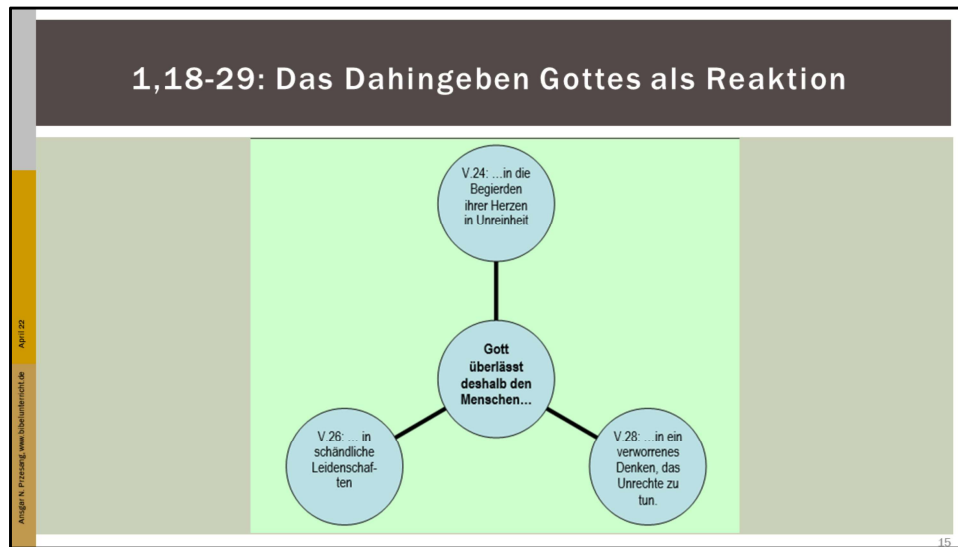 1,18-29: Das Dahingeben Gottes als Reaktion
V.24: ...in die
Begierden
ihrer Herzen
in Unreinheit
Gott
überlässt
deshalb den
Menschen...
V.26: ... in
schändliche
Leidenschaf-
ten
V.28: ...in ein
verworrenes
Denken, das
Unrechte zu
tun.
April 22
Ansgar N. Przesang, www.bibelunterricht.de
15